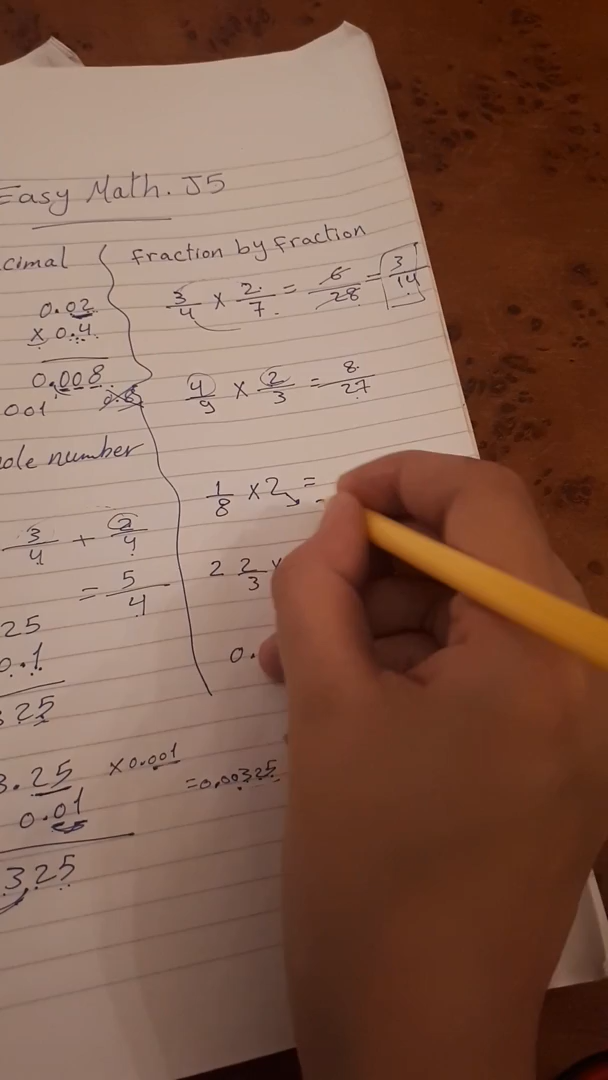 Easy Math. J5
cimal
0.02
x 0.4
0.008
001
ole number
3/4 + 2/4
= 5/4
25
0.1
325
3.25 x0.001
0.01
325
fraction by fraction
3/4 x 2/7 = 6/28 = 3/14
4/9 x 2/3 = 8/27
1/8 x 2 =
2 2/3
0.
=0.00325